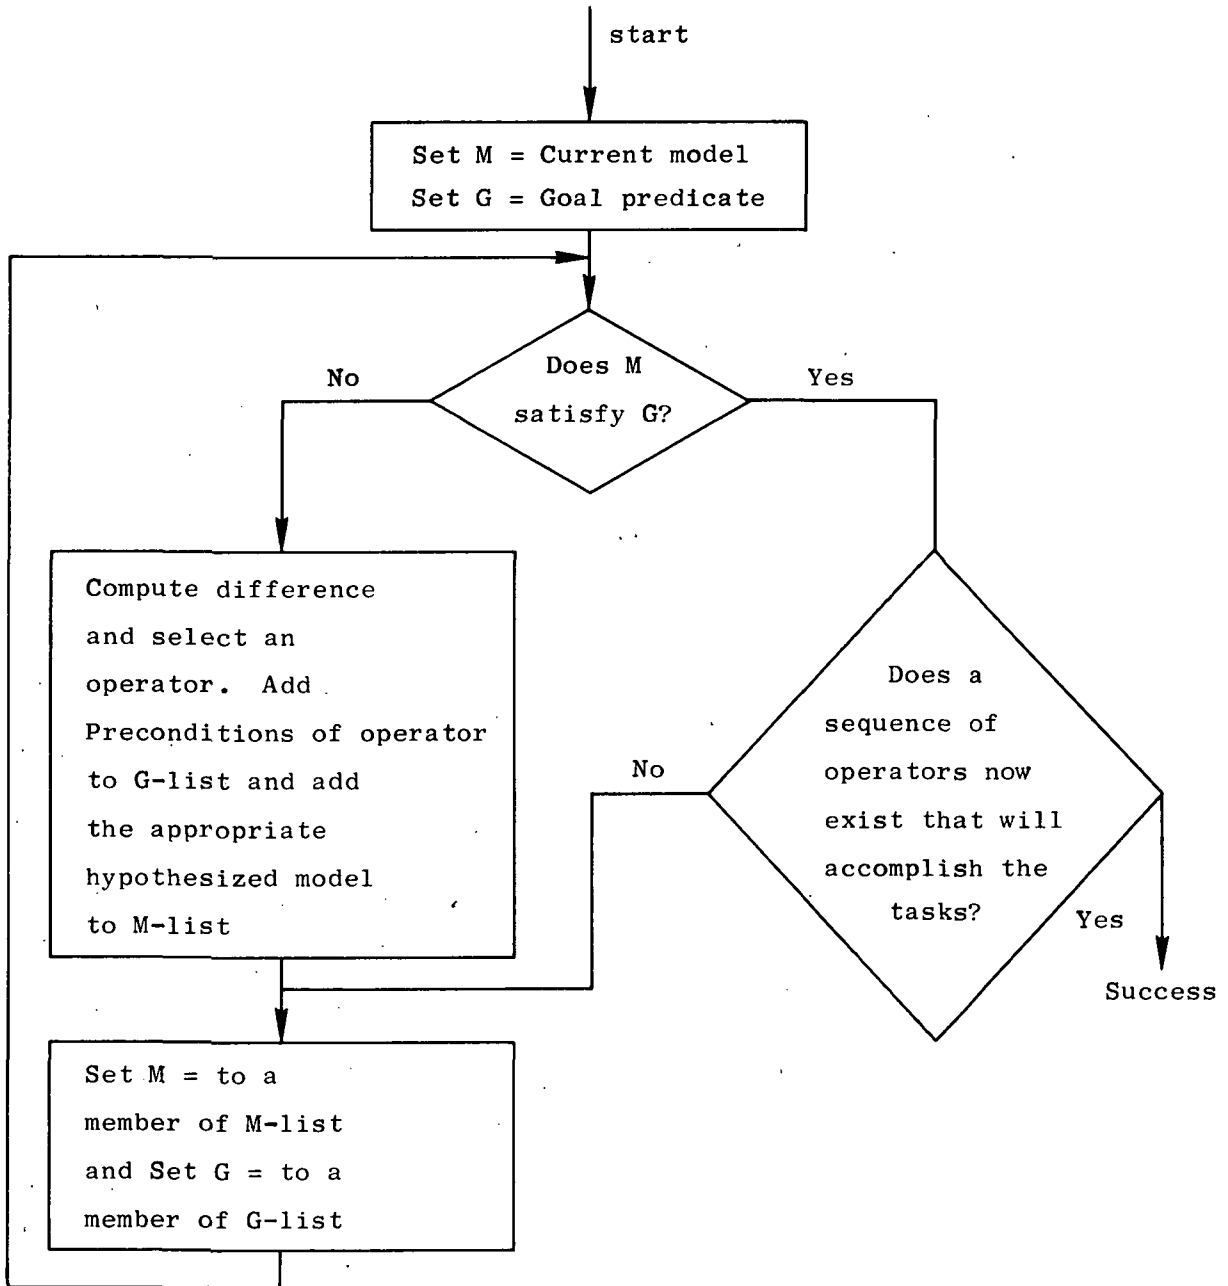 start
Set M = Current model
Set G = Goal predicate
Does M
satisfy G?
No
Yes
Compute difference
and select an
operator. Add
Preconditions of operator
to G-list and add
the appropriate
hypothesized model
to M-list
Does a
sequence of
operators now
exist that will
accomplish the
tasks?
No
Yes
Success
Set M = to a
member of M-list
and Set G = to a
member of G-list